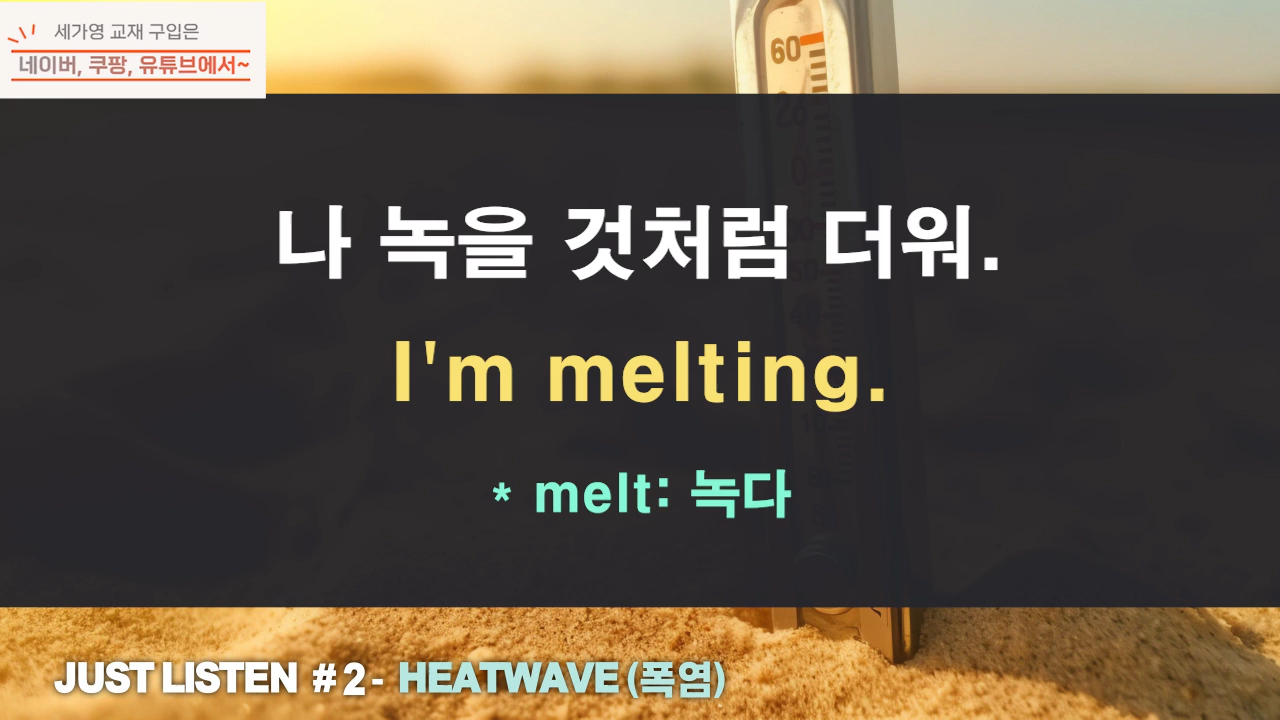 세가영 교재 구입은
네이버, 쿠팡, 유튜브에서~
60
나 녹을 것처럼 더워.
I'm melting.
* melt: 녹다
JUST LISTEN #2 - HEATWAVE (폭염)